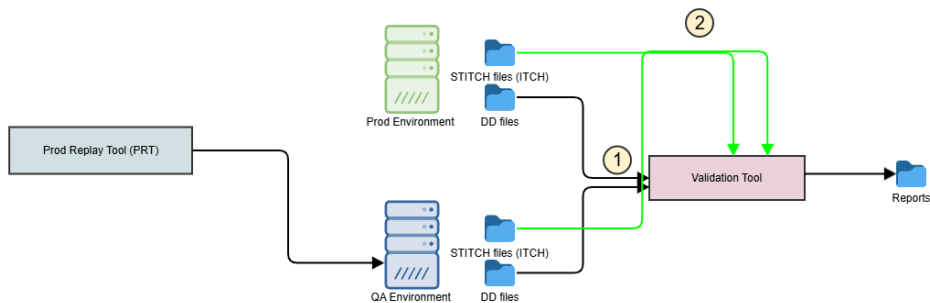 2
STITCH files (ITCH)
Prod Environment
DD files
Prod Replay Tool (PRT)
1
Validation Tool
Reports
STITCH files (ITCH)
QA Environment
DD files